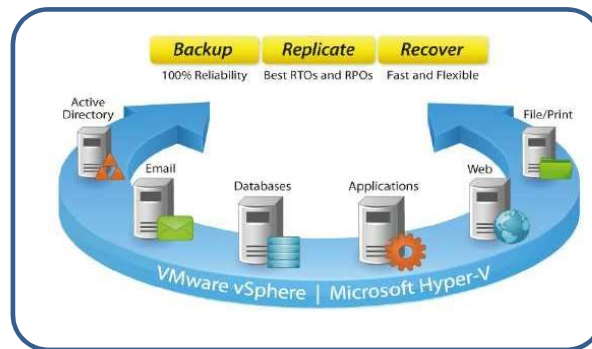 Backup
Replicate
Recover
100% Reliability
Best RTOs and RPOs
Fast and Flexible
Active
Directory
File/Print
Email
Web
Databases
Applications
VMware vSphere | Microsoft Hyper-V